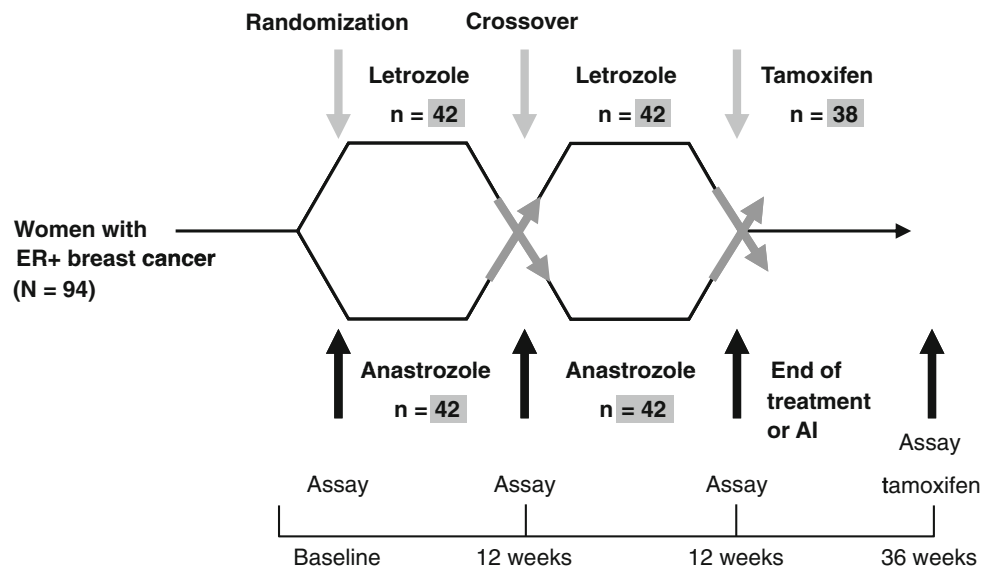 Randomization
Crossover
Letrozole
n = 42
Letrozole
n = 42
Tamoxifen
n = 38
Women with
ER+ breast cancer
(N = 94)
Anastrozole
n = 42
Anastrozole
n = 42
End of
treatment
or AI
Assay
Assay
Assay
Assay
tamoxifen
Baseline
12 weeks
12 weeks
36 weeks